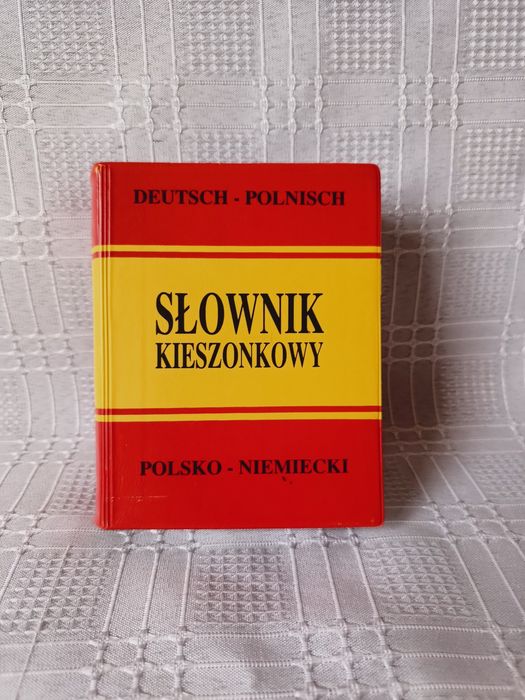 DEUTSCH - POLNISCH
SŁOWNIK
KIESZONKOWY
POLSKO - NIEMIECKI